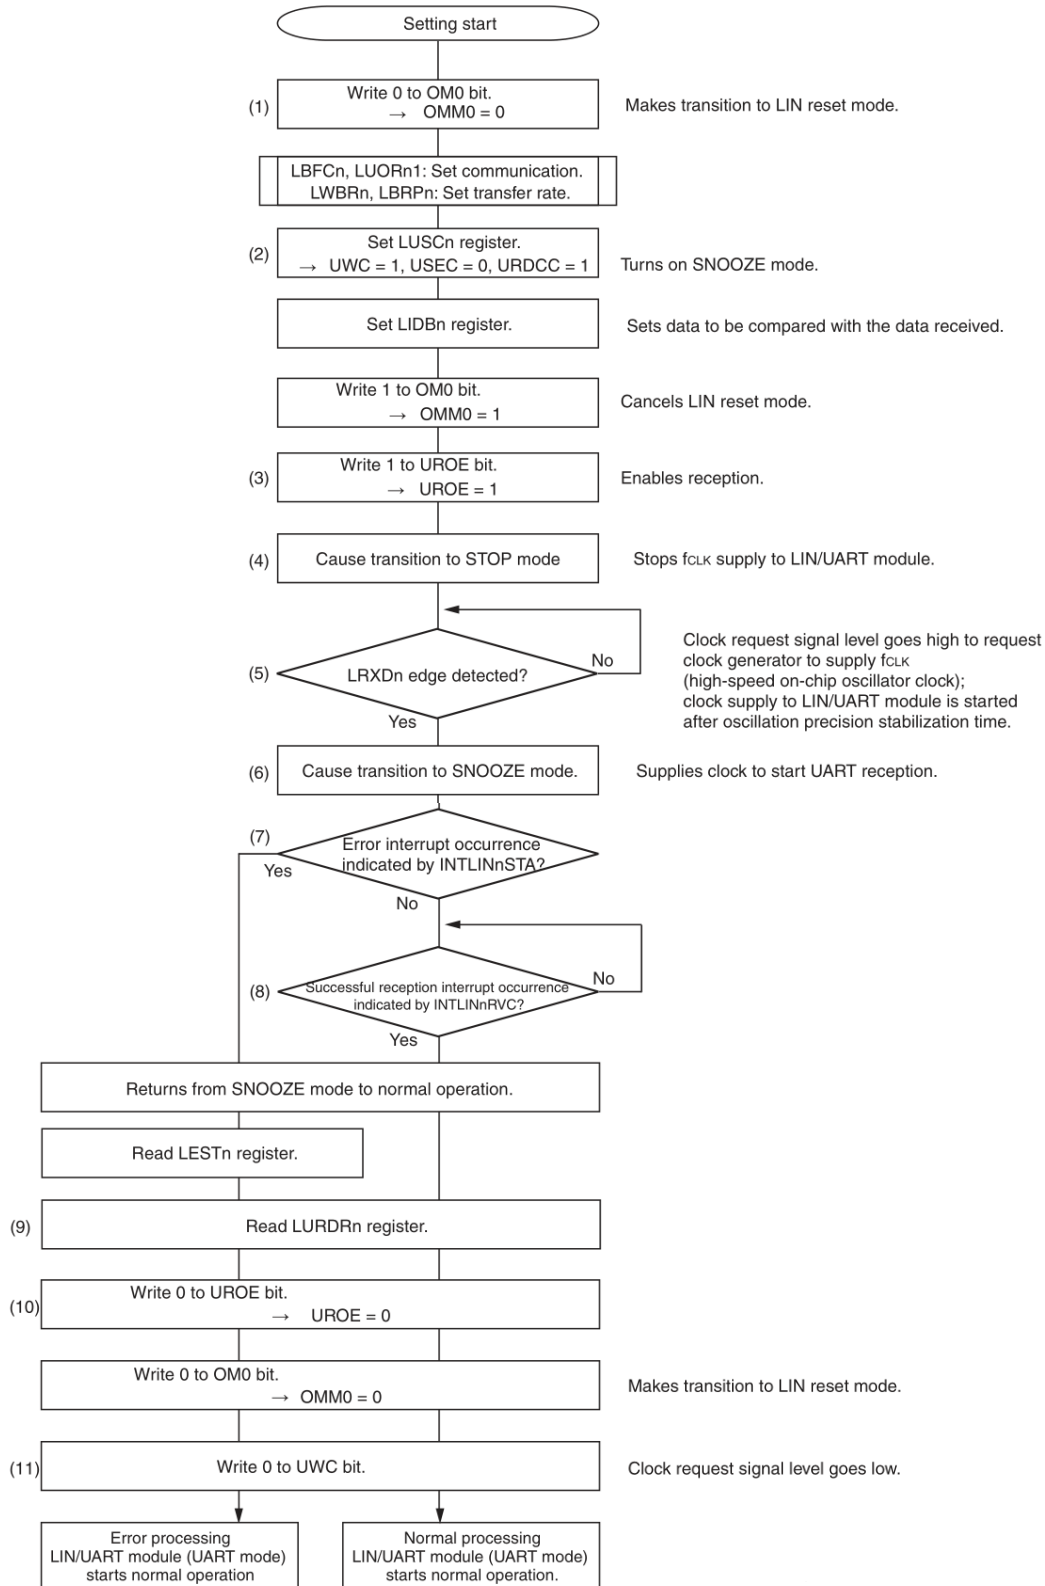 Setting start
(1)
Write 0 to OM0 bit.
→ OMM0 = 0
Makes transition to LIN reset mode.
LBFCn, LUORn1: Set communication.
LWBRn, LBRPn: Set transfer rate.
(2)
Set LUSCn register.
→ UWC = 1, USEC = 0, URDCC = 1
Turns on SNOOZE mode.
Set LIDBn register.
Sets data to be compared with the data received.
Write 1 to OM0 bit.
→ OMM0 = 1
Cancels LIN reset mode.
(3)
Write 1 to UROE bit.
→ UROE = 1
Enables reception.
(4)
Cause transition to STOP mode
Stops fCLK supply to LIN/UART module.
(5)
LRXDn edge detected?
No
Yes
Clock request signal level goes high to request
clock generator to supply fCLK
(high-speed on-chip oscillator clock);
clock supply to LIN/UART module is started
after oscillation precision stabilization time.
(6)
Cause transition to SNOOZE mode.
Supplies clock to start UART reception.
(7)
Error interrupt occurrence
indicated by INTLINnSTA?
Yes
No
(8)
Successful reception interrupt occurrence
indicated by INTLINnRVC?
No
Yes
Returns from SNOOZE mode to normal operation.
Read LESTn register.
(9)
Read LURDRn register.
(10)
Write 0 to UROE bit.
→ UROE = 0
Write 0 to OM0 bit.
→ OMM0 = 0
Makes transition to LIN reset mode.
(11)
Write 0 to UWC bit.
Clock request signal level goes low.
Error processing
LIN/UART module (UART mode)
starts normal operation
Normal processing
LIN/UART module (UART mode)
starts normal operation.